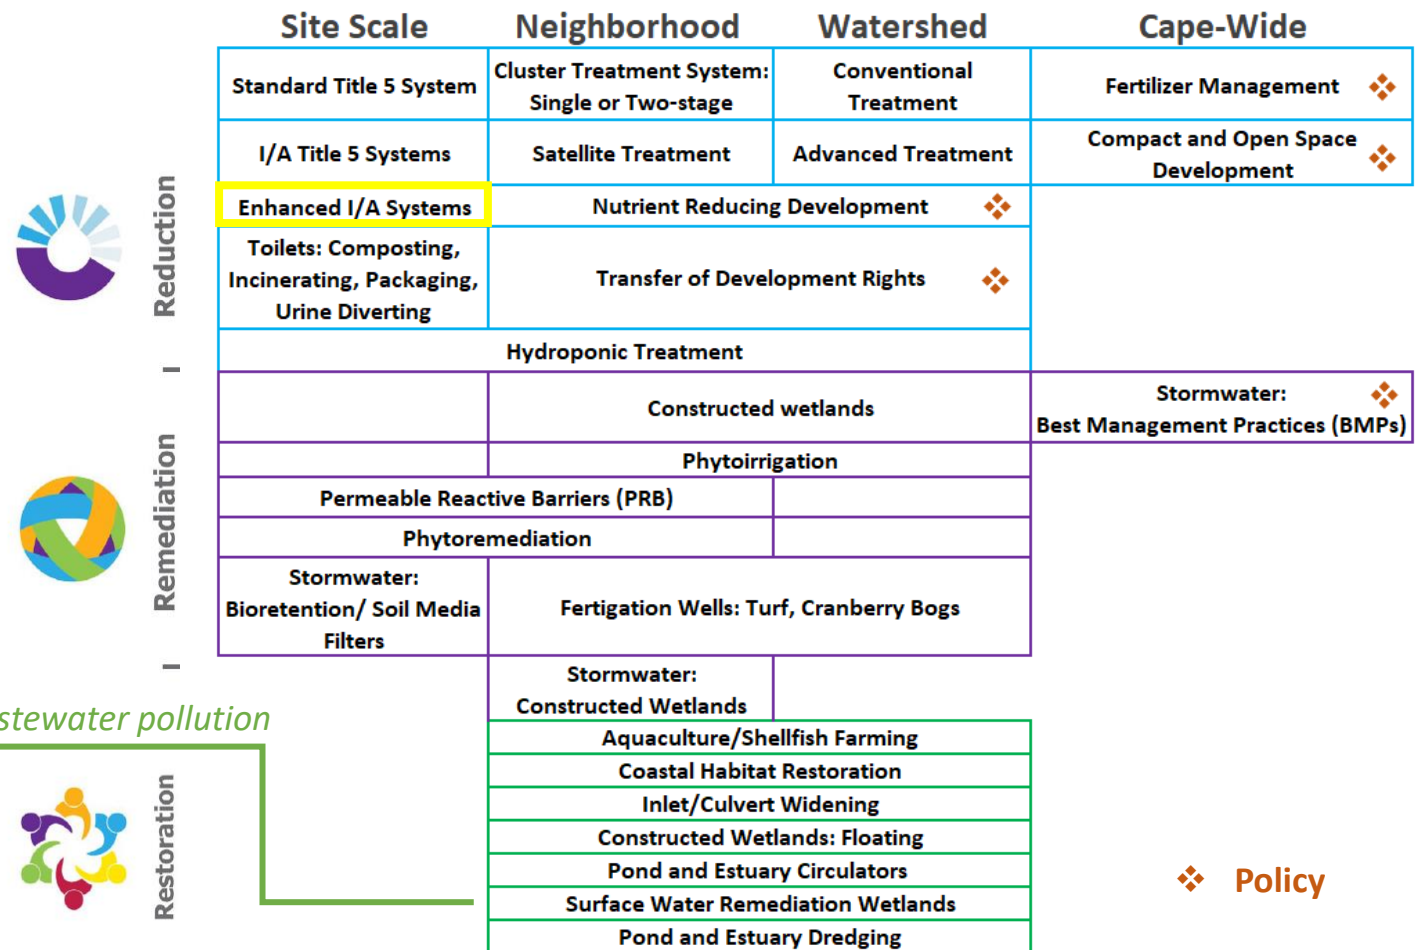 Site Scale Neighborhood Watershed Cape-Wide
Standard Title 5 System
Cluster Treatment System:
Single or Two-stage
Conventional
Treatment
Fertilizer Management
I/A Title 5 Systems
Satellite Treatment
Advanced Treatment
Compact and Open Space
Development
Enhanced I/A Systems
Nutrient Reducing Development
Toilets: Composting,
Incinerating, Packaging,
Urine Diverting
Transfer of Development Rights
Hydroponic Treatment
Reduction
Constructed wetlands
Stormwater:
Best Management Practices (BMPs)
Phytoirrigation
Permeable Reactive Barriers (PRB)
Phytoremediation
Stormwater:
Bioretention/ Soil Media
Filters
Fertigation Wells: Turf, Cranberry Bogs
Remediation
Stormwater:
Constructed Wetlands
stewater pollution
Aquaculture/Shellfish Farming
Coastal Habitat Restoration
Inlet/Culvert Widening
Constructed Wetlands: Floating
Pond and Estuary Circulators
Surface Water Remediation Wetlands
Pond and Estuary Dredging
Restoration
Policy